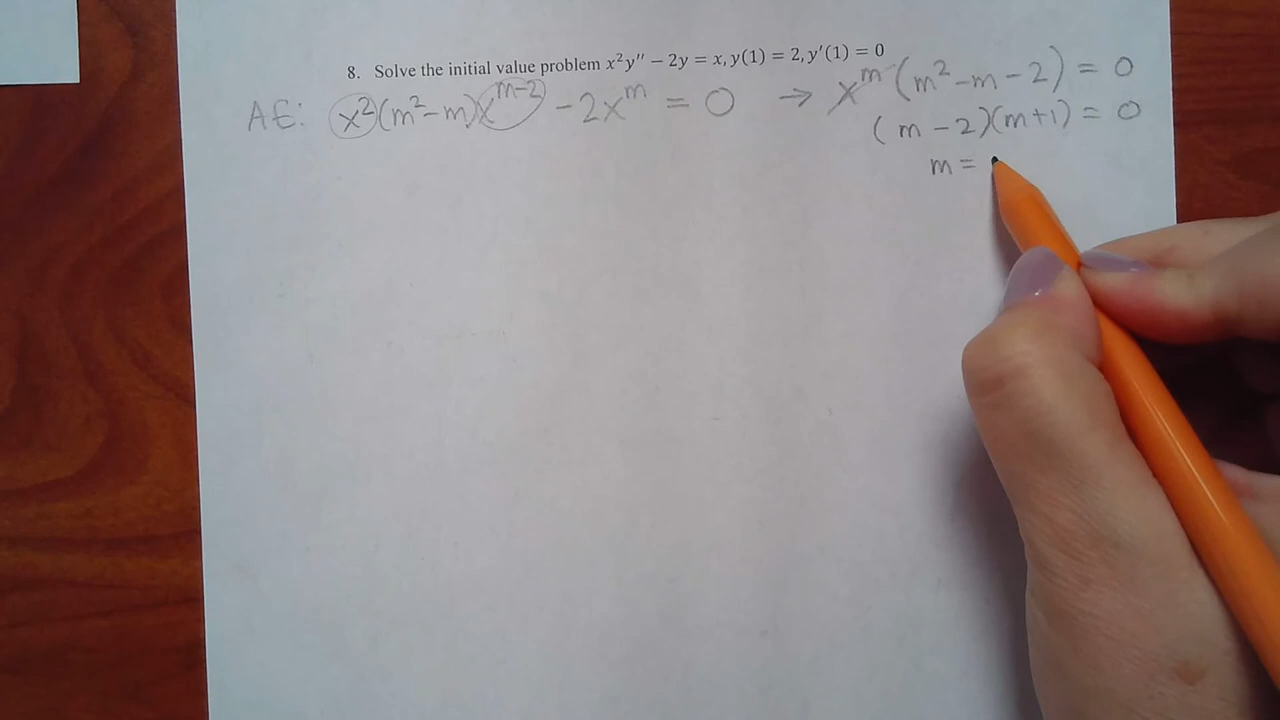 8. Solve the initial value problem x²y″ − 2y = x, y(1) = 2, y′(1) = 0
AE: x²(m²−m)x^(m−2) − 2x^m = 0 → x^m (m²−m−2) = 0
(m − 2)(m+1) = 0
m =